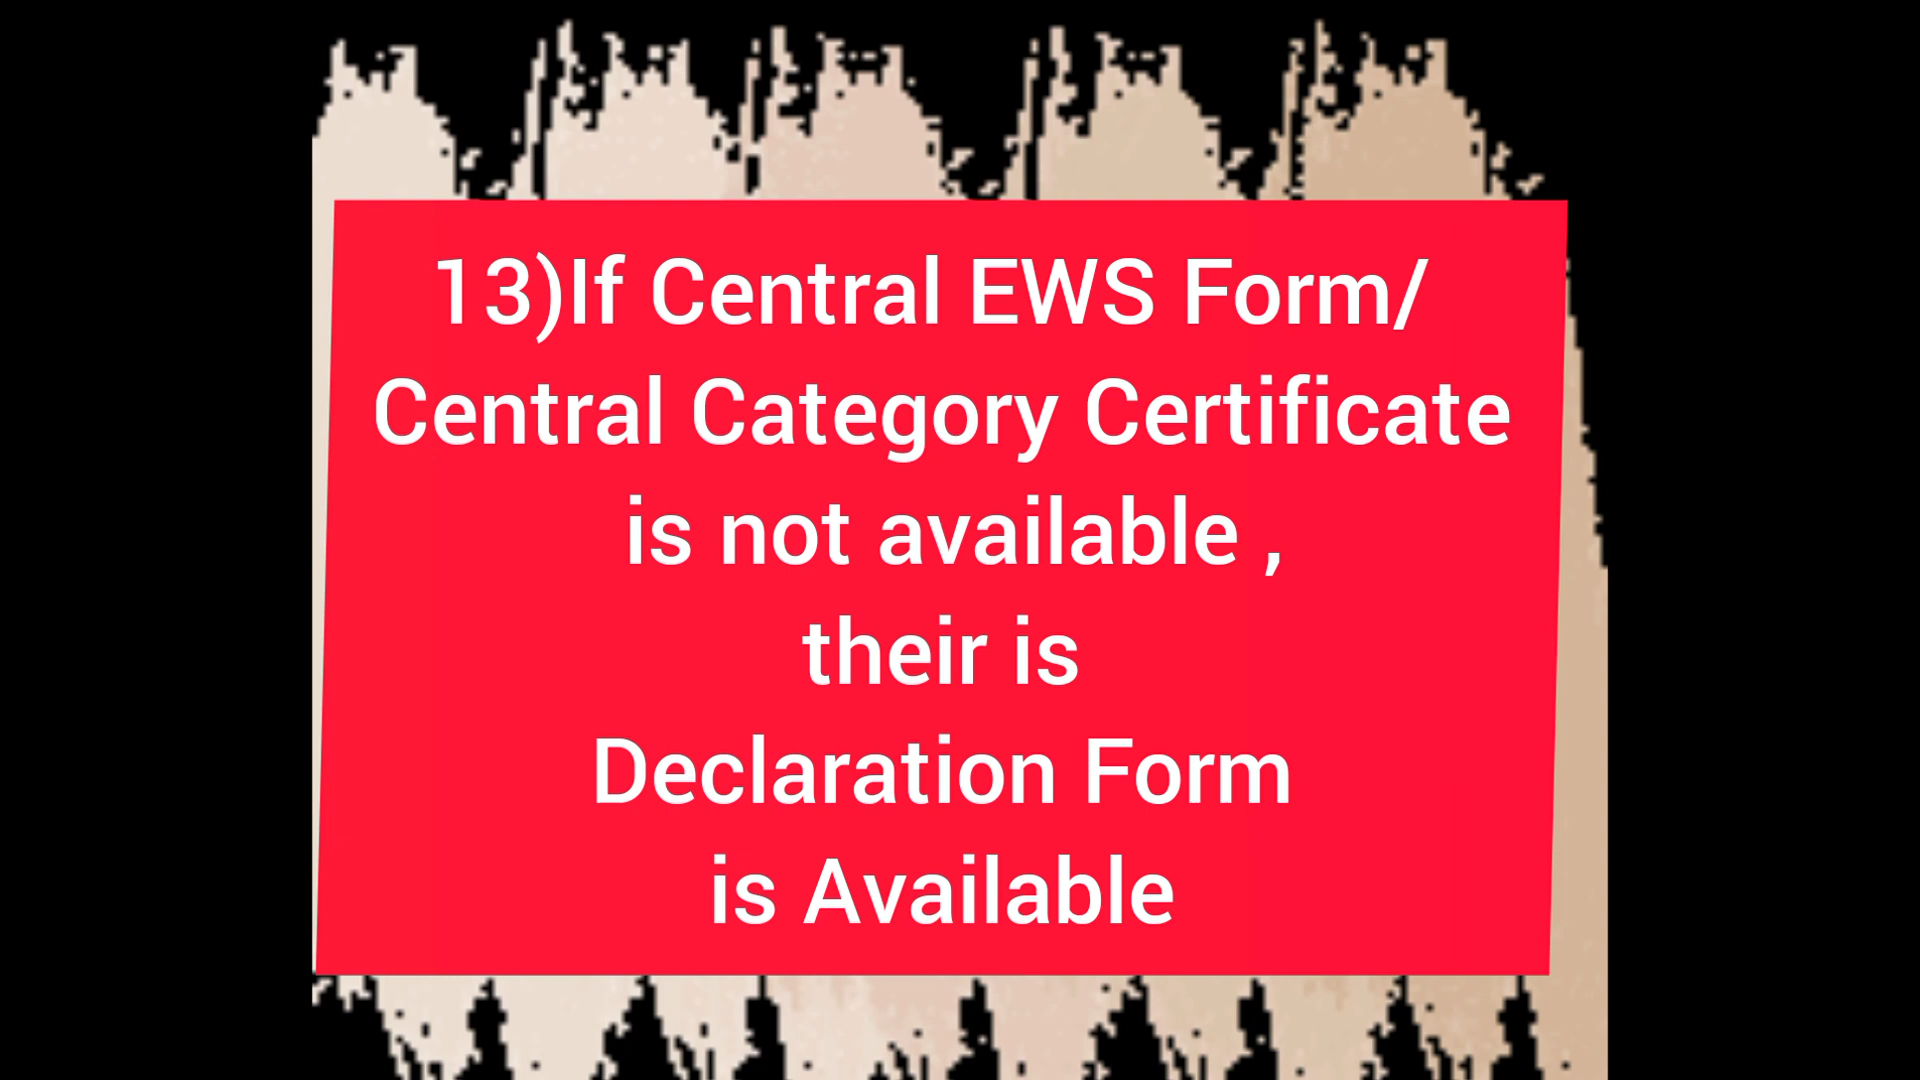 13)If Central EWS Form/
Central Category Certificate
is not available ,
their is
Declaration Form
is Available